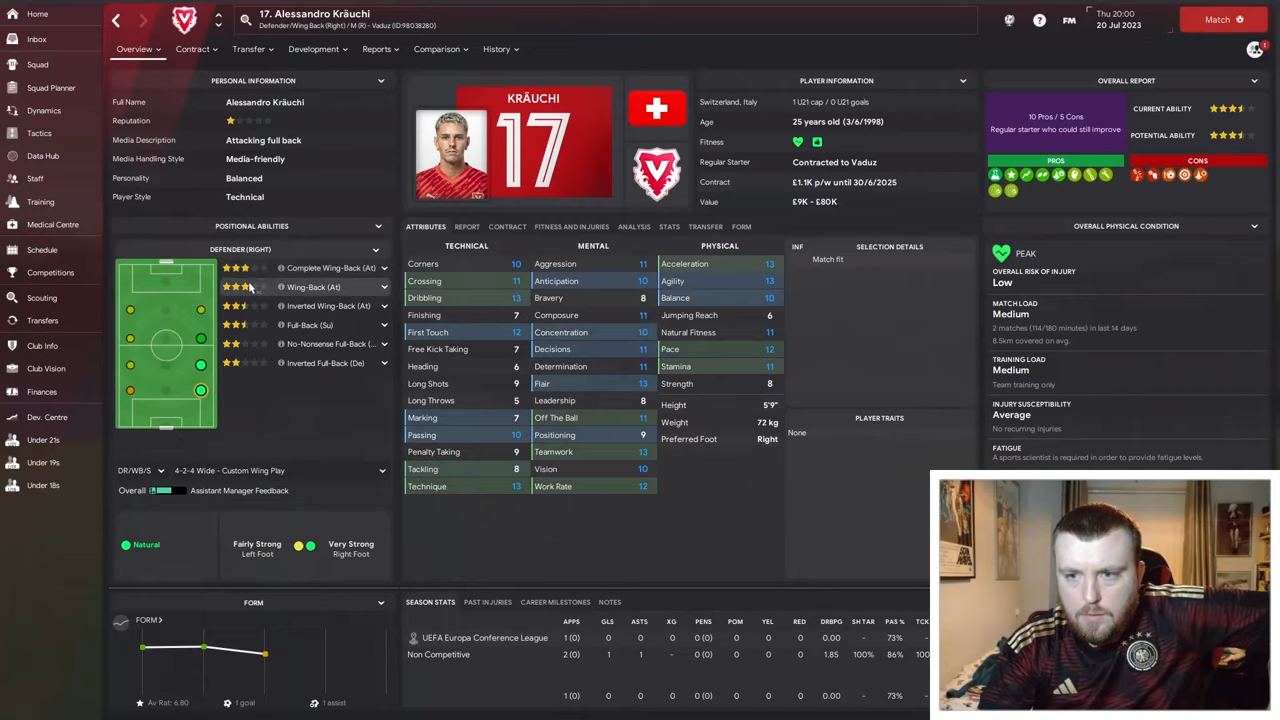 Home
Inbox
Squad
Squad Planner
Dynamics
Tactics
Data Hub
Staff
Training
Medical Centre
Schedule
Competitions
Scouting
Transfers
Club Info
Club Vision
Finances
Dev. Centre
Under 21s
Under 19s
Under 18s
17. Alessandro Kräuchi
Defender/Wing Back (Right) / M (R) - Vaduz (ID:98038280)
FM
Thu 20:00
20 Jul 2023
Match
Overview
Contract
Transfer
Development
Reports
Comparison
History
1
PERSONAL INFORMATION
Full Name Alessandro Kräuchi
Reputation
Media Description Attacking full back
Media Handling Style Media-friendly
Personality Balanced
Player Style Technical
POSITIONAL ABILITIES
DEFENDER (RIGHT)
Complete Wing-Back (At)
Wing-Back (At)
Inverted Wing-Back (At)
Full-Back (Su)
No-Nonsense Full-Back (...
Inverted Full-Back (De)
DR/WB/S 4-2-4 Wide - Custom Wing Play
Overall Assistant Manager Feedback
Natural
Fairly Strong
Left Foot
Very Strong
Right Foot
FORM
FORM
Av Rat: 6.80 1 goal 1 assist
KRÄUCHI
17
V
PLAYER INFORMATION
Switzerland, Italy 1 U21 cap / 0 U21 goals
Age 25 years old (3/6/1998)
Fitness
Regular Starter Contracted to Vaduz
Contract £1.1K p/w until 30/6/2025
Value £9K - £80K
ATTRIBUTES REPORT CONTRACT FITNESS AND INJURIES ANALYSIS STATS TRANSFER FORM
TECHNICAL
Corners 10
Crossing 11
Dribbling 13
Finishing 7
First Touch 12
Free Kick Taking 7
Heading 6
Long Shots 9
Long Throws 5
Marking 7
Passing 10
Penalty Taking 9
Tackling 8
Technique 13
MENTAL
Aggression 11
Anticipation 10
Bravery 8
Composure 11
Concentration 10
Decisions 11
Determination 11
Flair 13
Leadership 8
Off The Ball 11
Positioning 9
Teamwork 13
Vision 10
Work Rate 12
PHYSICAL
Acceleration 13
Agility 13
Balance 10
Jumping Reach 6
Natural Fitness 11
Pace 12
Stamina 11
Strength 8
Height 5'9"
Weight 72 kg
Preferred Foot Right
INF SELECTION DETAILS
Match fit
PLAYER TRAITS
None
SEASON STATS PAST INJURIES CAREER MILESTONES NOTES
APPS GLS ASTS XG PENS POM YEL RED DRBPG SH TAR PAS % TCK
UEFA Europa Conference League 1 (0) 0 0 0 0 (0) 0 0 0 0.00 - 73%
Non Competitive 2 (0) 1 1 - 0 (0) 0 0 0 1.85 100% 86%
1 (0) 0 0 0 0 (0) 0 0 0 0.00 - 73%
OVERALL REPORT
10 Pros / 5 Cons
Regular starter who could still improve
CURRENT ABILITY
POTENTIAL ABILITY
PROS
CONS
OVERALL PHYSICAL CONDITION
PEAK
OVERALL RISK OF INJURY
Low
MATCH LOAD
Medium
2 matches (114/180 minutes) in last 14 days
8.5km covered on avg.
TRAINING LOAD
Medium
Team training only
INJURY SUSCEPTIBILITY
Average
No recurring injuries
FATIGUE
A sports scientist is required in order to provide fatigue levels.